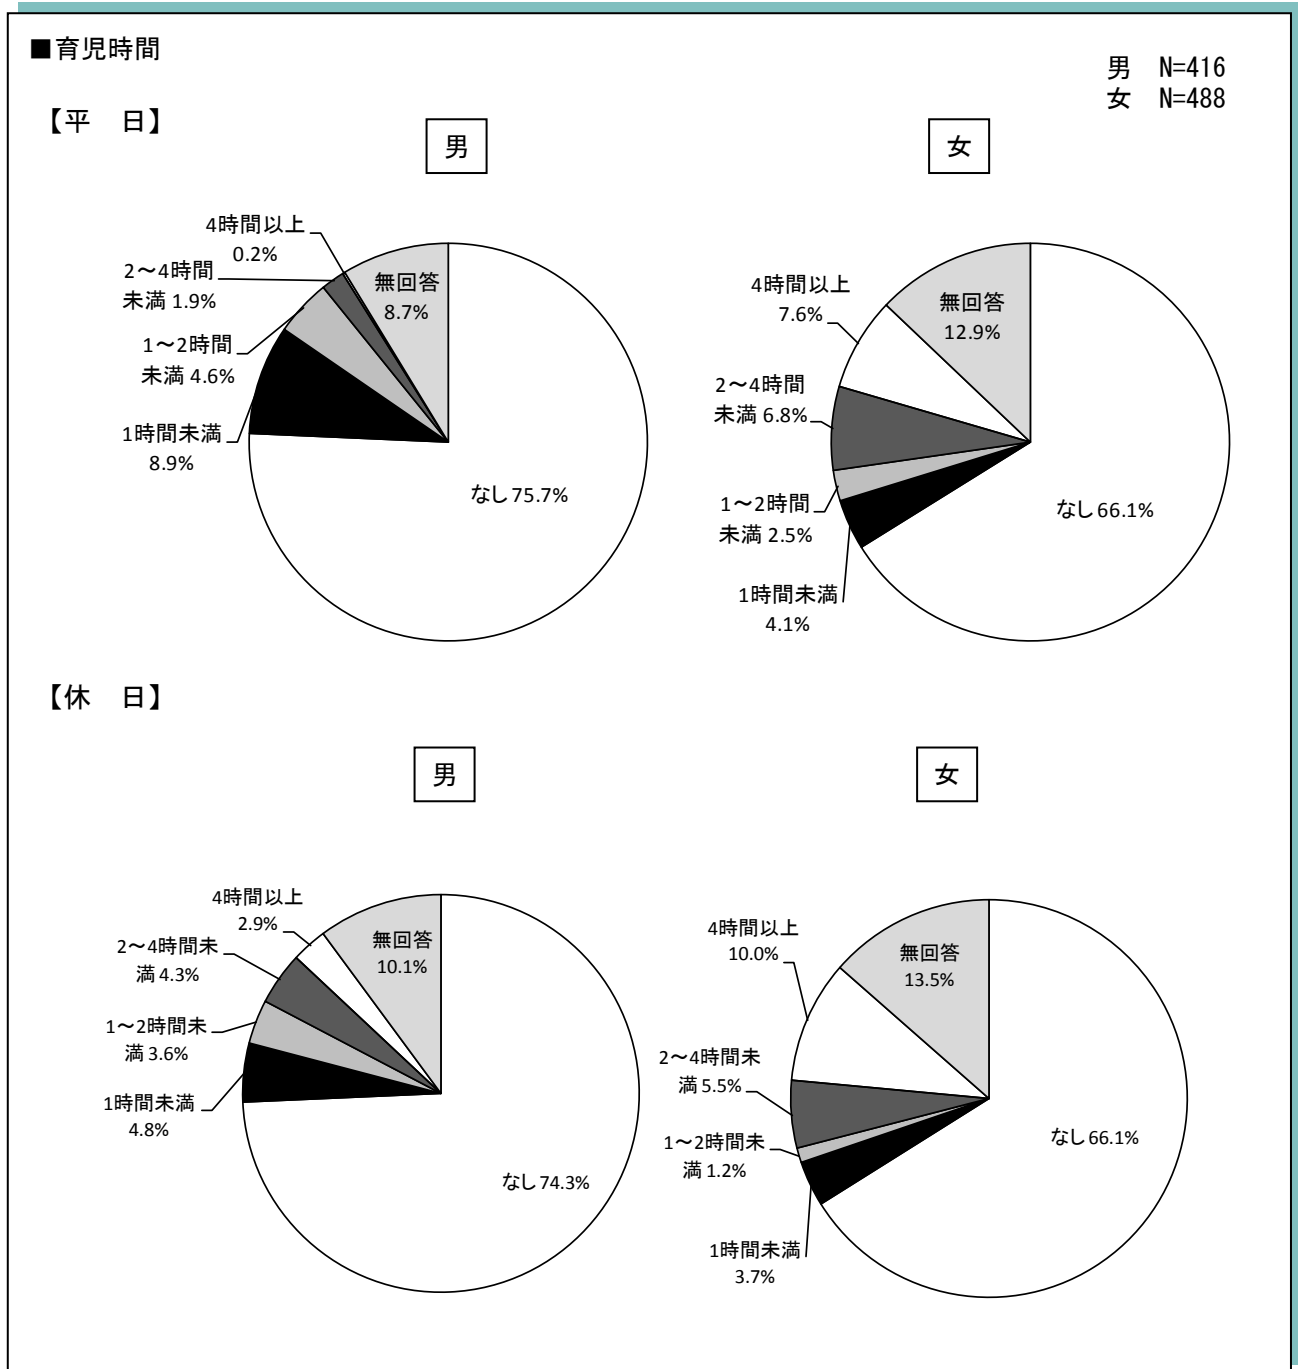 ■育児時間
男 N=416
女 N=488
【平 日】
男
4時間以上
0.2%
2～4時間
未満 1.9%
1～2時間
未満 4.6%
1時間未満
8.9%
無回答
8.7%
なし 75.7%
女
4時間以上
7.6%
2～4時間
未満 6.8%
1～2時間
未満 2.5%
1時間未満
4.1%
無回答
12.9%
なし 66.1%
【休 日】
男
4時間以上
2.9%
2～4時間未
満 4.3%
1～2時間未
満 3.6%
1時間未満
4.8%
無回答
10.1%
なし 74.3%
女
4時間以上
10.0%
2～4時間未
満 5.5%
1～2時間未
満 1.2%
1時間未満
3.7%
無回答
13.5%
なし 66.1%